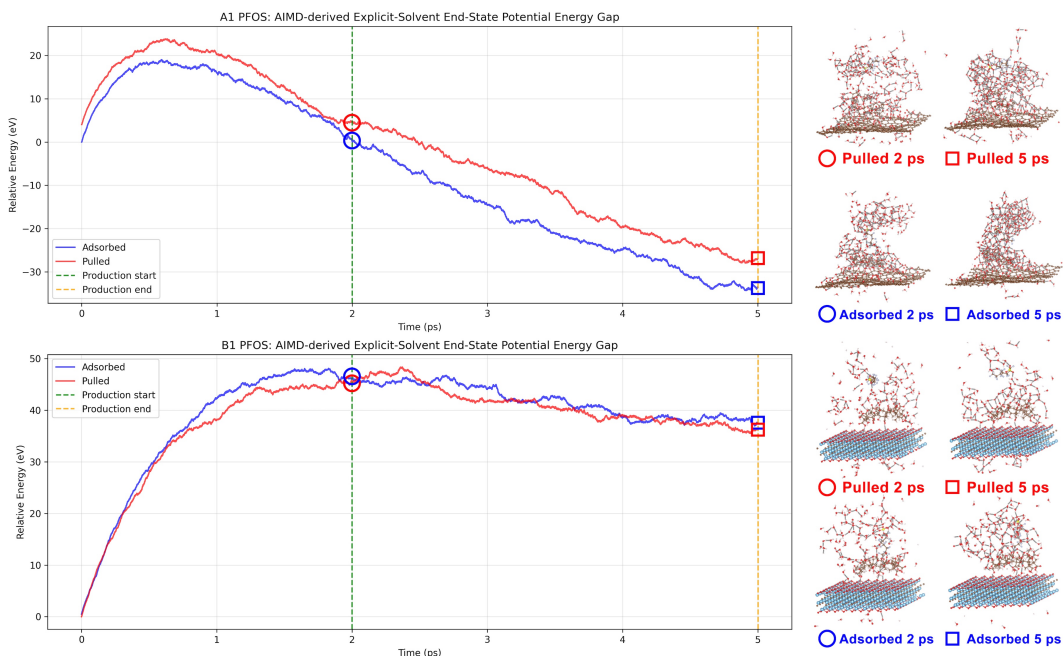 A1 PFOS: AIMD-derived Explicit-Solvent End-State Potential Energy Gap
Relative Energy (eV)
20
10
0
−10
−20
−30
Adsorbed
Pulled
Production start
Production end
0
1
2
3
4
5
Time (ps)
Pulled 2 ps
Pulled 5 ps
Adsorbed 2 ps
Adsorbed 5 ps
B1 PFOS: AIMD-derived Explicit-Solvent End-State Potential Energy Gap
Relative Energy (eV)
50
40
30
20
10
0
Adsorbed
Pulled
Production start
Production end
0
1
2
3
4
5
Time (ps)
Pulled 2 ps
Pulled 5 ps
Adsorbed 2 ps
Adsorbed 5 ps